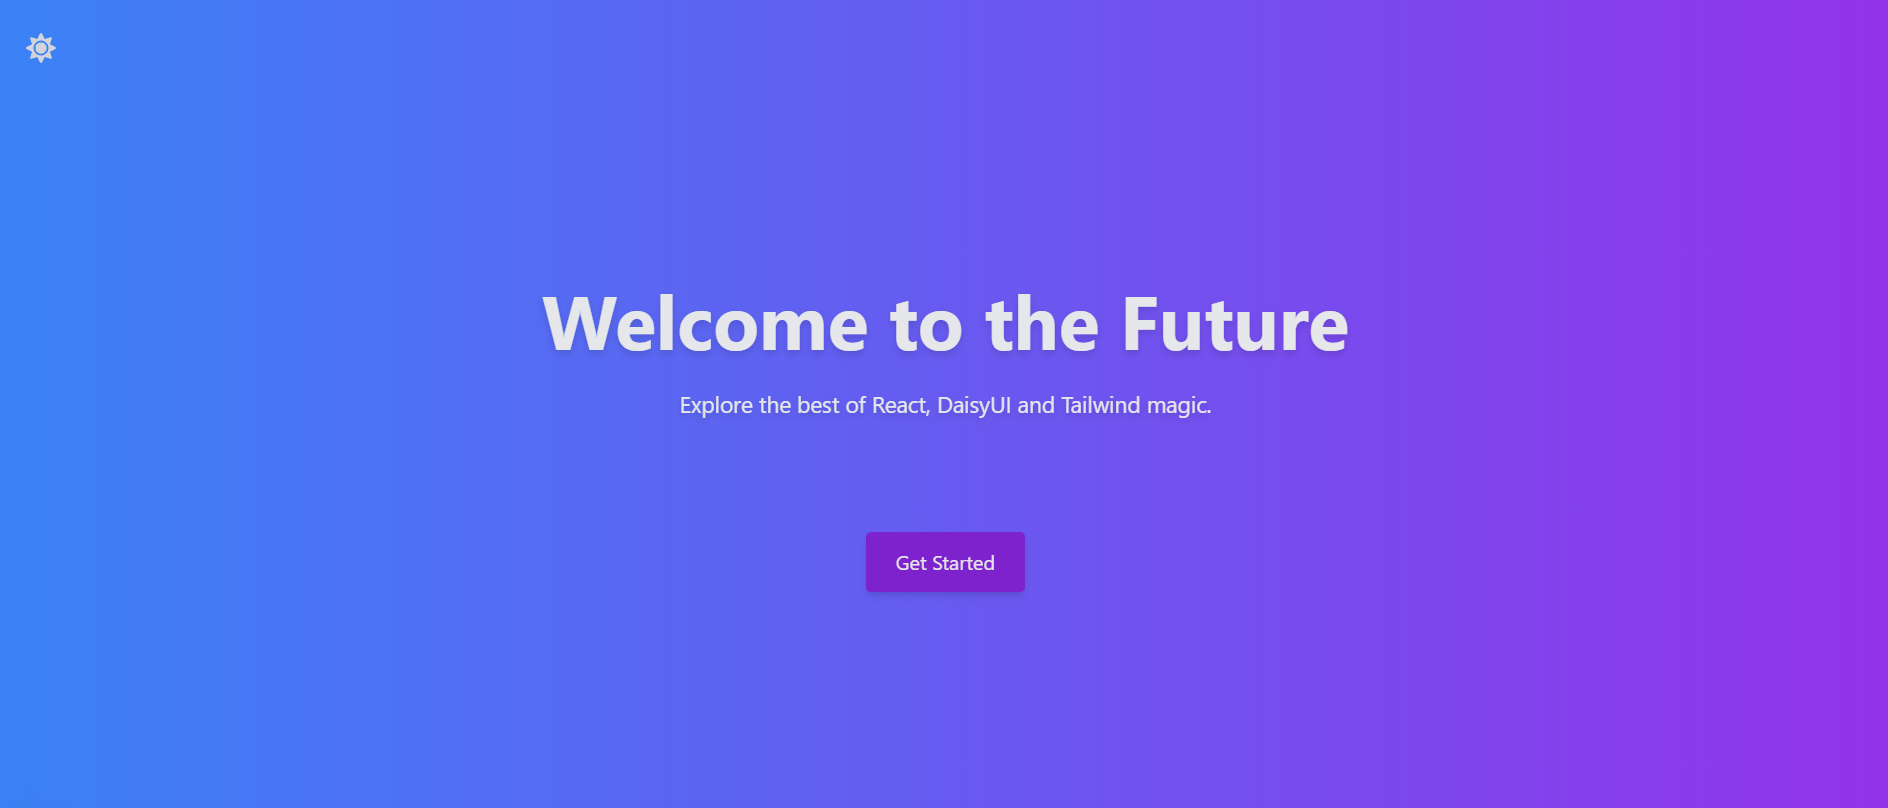 Welcome to the Future
Explore the best of React, DaisyUI and Tailwind magic.
Get Started